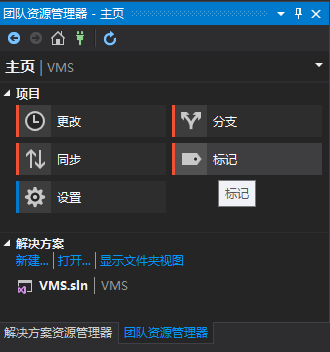 团队资源管理器 - 主页
主页 | VMS
项目
更改
分支
同步
标记
设置
标记
解决方案
新建... | 打开... | 显示文件夹视图
VMS.sln | VMS
解决方案资源管理器 团队资源管理器